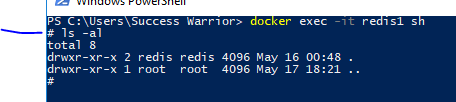 Windows PowerShell
PS C:\Users\Success Warrior> docker exec -it redis1 sh
# ls -al
total 8
drwxr-xr-x 2 redis redis 4096 May 16 00:48 .
drwxr-xr-x 1 root  root  4096 May 17 18:21 ..
#